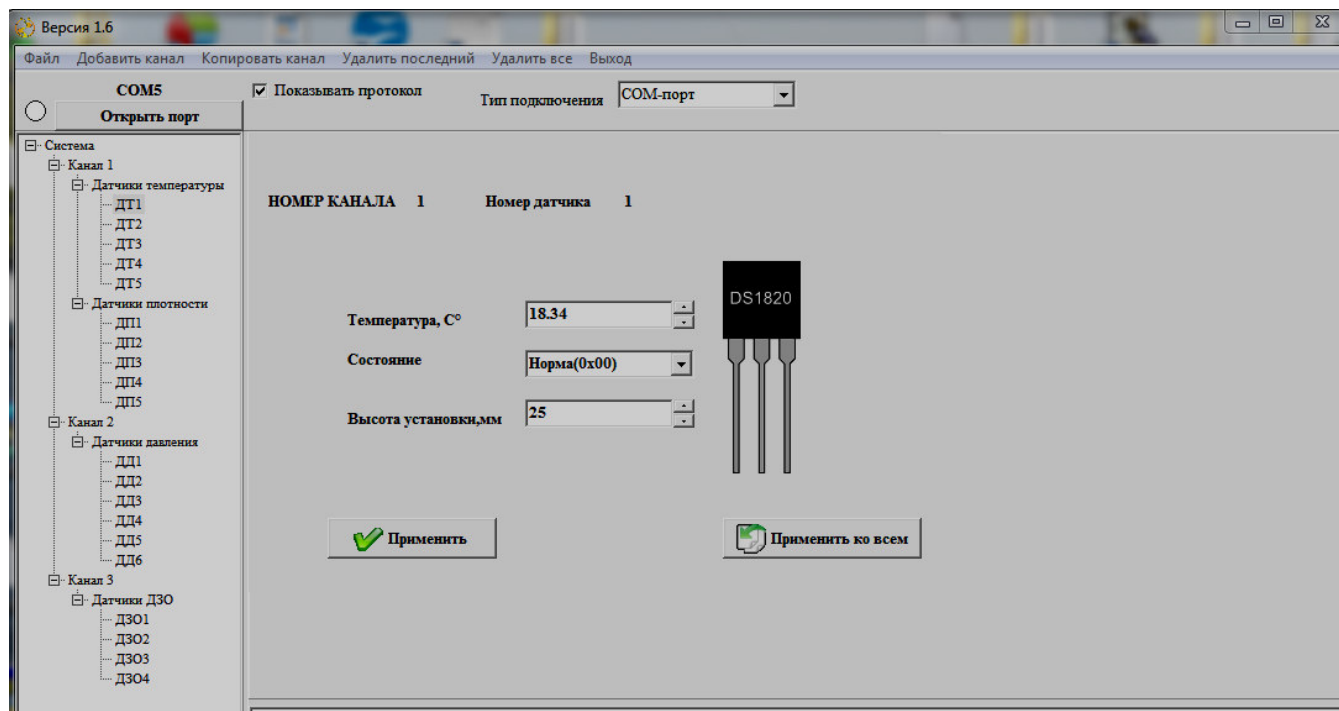 Версия 1.6
Файл Добавить канал Копировать канал Удалить последний Удалить все Выход
COM5
Открыть порт
Показывать протокол
Тип подключения COM-порт
Система
Канал 1
Датчики температуры
ДТ1
ДТ2
ДТ3
ДТ4
ДТ5
Датчики плотности
ДП1
ДП2
ДП3
ДП4
ДП5
Канал 2
Датчики давления
ДД1
ДД2
ДД3
ДД4
ДД5
ДД6
Канал 3
Датчики ДЗО
ДЗО1
ДЗО2
ДЗО3
ДЗО4
НОМЕР КАНАЛА 1 Номер датчика 1
Температура, С° 18.34
Состояние Норма(0x00)
Высота установки,мм 25
DS1820
Применить
Применить ко всем